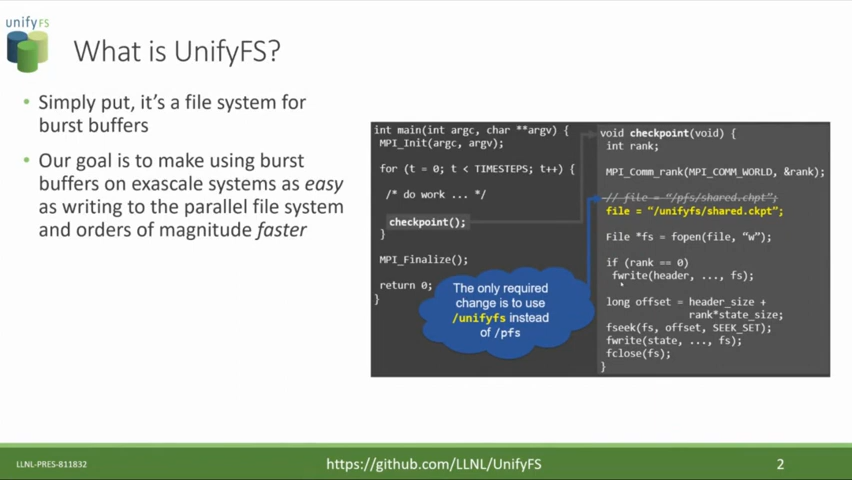 unify FS
What is UnifyFS?
• Simply put, it's a file system for
burst buffers
• Our goal is to make using burst
buffers on exascale systems as easy
as writing to the parallel file system
and orders of magnitude faster
int main(int argc, char **argv) {
MPI_Init(argc, argv);
for (t = 0; t < TIMESTEPS; t++) {
/* do work ... */
checkpoint();
}
MPI_Finalize();
return 0;
}
The only required
change is to use
/unifyfs instead
of /pfs
void checkpoint(void) {
int rank;
MPI_Comm_rank(MPI_COMM_WORLD, &rank);
// file = "/pfs/shared.chpt";
file = "/unifyfs/shared.ckpt";
File *fs = fopen(file, "w");
if (rank == 0)
fwrite(header, ..., fs);
long offset = header_size +
rank*state_size;
fseek(fs, offset, SEEK_SET);
fwrite(state, ..., fs);
fclose(fs);
}
LLNL-PRES-811832
https://github.com/LLNL/UnifyFS
2